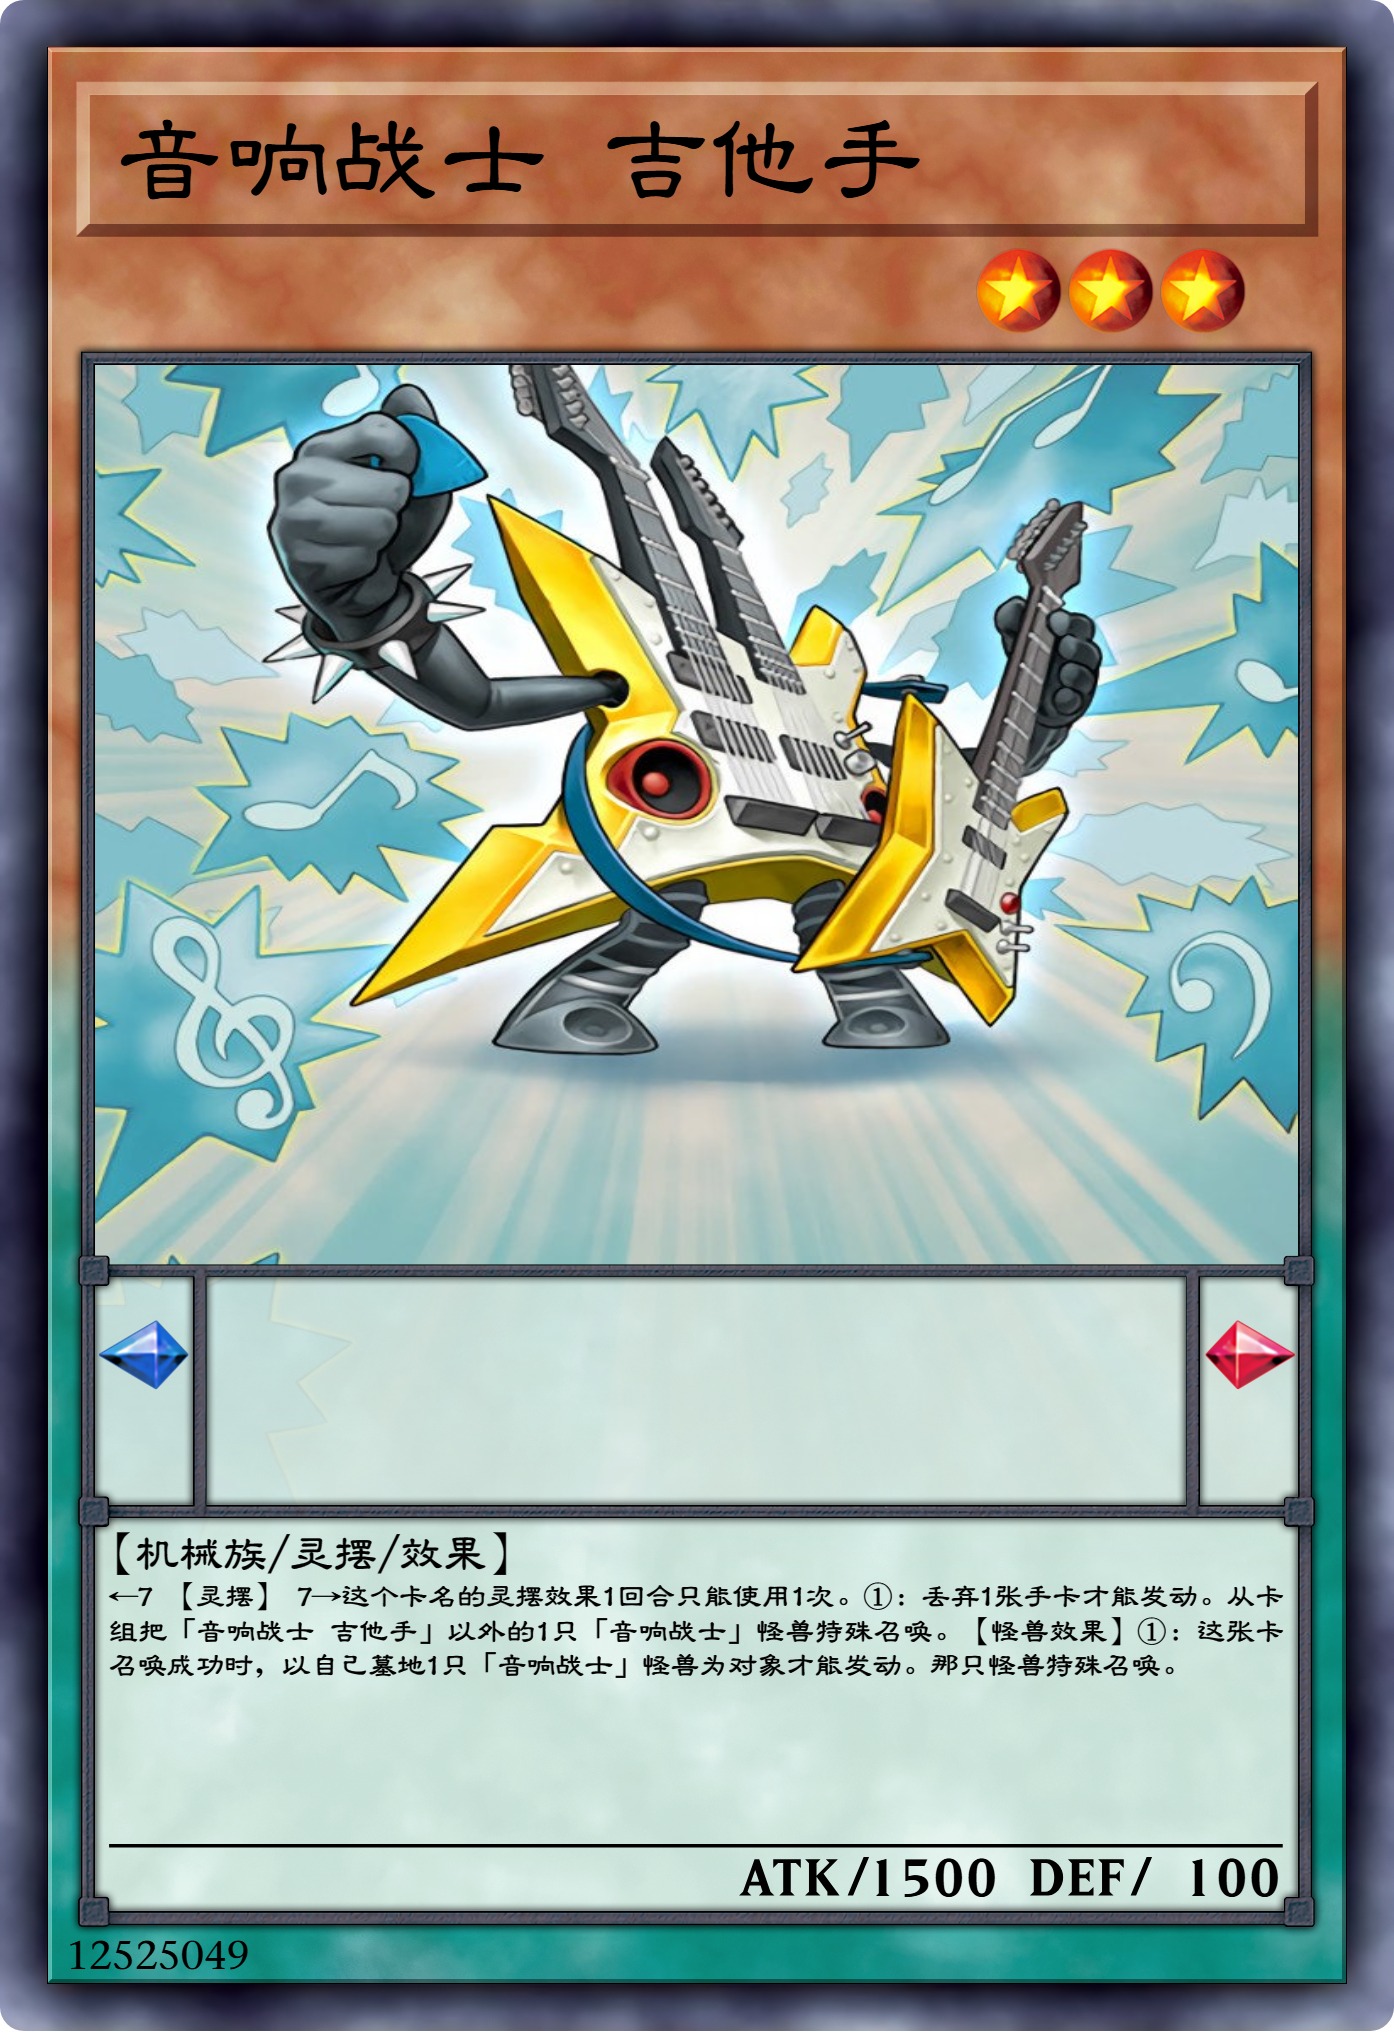 音响战士 吉他手
【机械族/灵摆/效果】
←7 【灵摆】 7→这个卡名的灵摆效果1回合只能使用1次。①：丢弃1张手卡才能发动。从卡
组把「音响战士 吉他手」以外的1只「音响战士」怪兽特殊召唤。【怪兽效果】①：这张卡
召唤成功时，以自己墓地1只「音响战士」怪兽为对象才能发动。那只怪兽特殊召唤。
ATK/1500 DEF/ 100
12525049